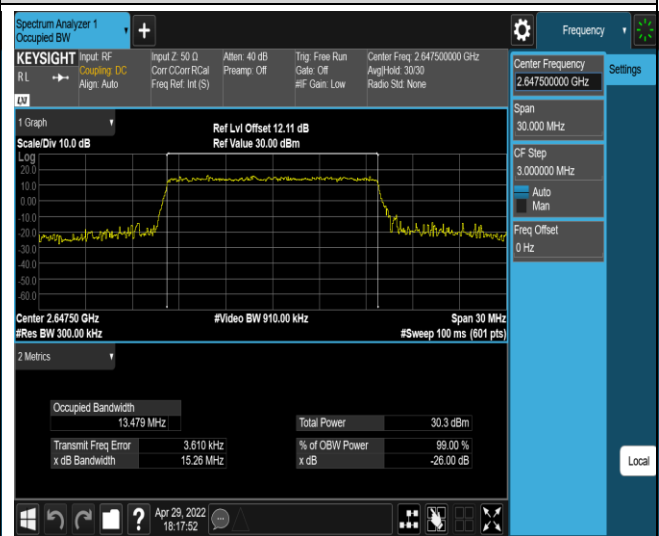 Spectrum Analyzer 1
Occupied BW
+
Frequency
KEYSIGHT
R L
LXI
Input: RF
Coupling: DC
Align: Auto
Input Z: 50 Ω
Corr CCorr RCal
Freq Ref: Int (S)
Atten: 40 dB
Preamp: Off
Trig: Free Run
Gate: Off
#IF Gain: Low
Center Freq: 2.647500000 GHz
Avg|Hold: 30/30
Radio Std: None
Center Frequency
2.647500000 GHz
Settings
Span
30.000 MHz
CF Step
3.000000 MHz
Auto
Man
Freq Offset
0 Hz
1 Graph
Scale/Div 10.0 dB
Ref Lvl Offset 12.11 dB
Ref Value 30.00 dBm
Log
20.0
10.0
0.00
-10.0
-20.0
-30.0
-40.0
-50.0
-60.0
Center 2.64750 GHz
#Res BW 300.00 kHz
#Video BW 910.00 kHz
Span 30 MHz
#Sweep 100 ms (601 pts)
2 Metrics
Occupied Bandwidth
13.479 MHz
Total Power 30.3 dBm
Transmit Freq Error 3.610 kHz
% of OBW Power 99.00 %
x dB Bandwidth 15.26 MHz
x dB -26.00 dB
Local
?
Apr 29, 2022
18:17:52